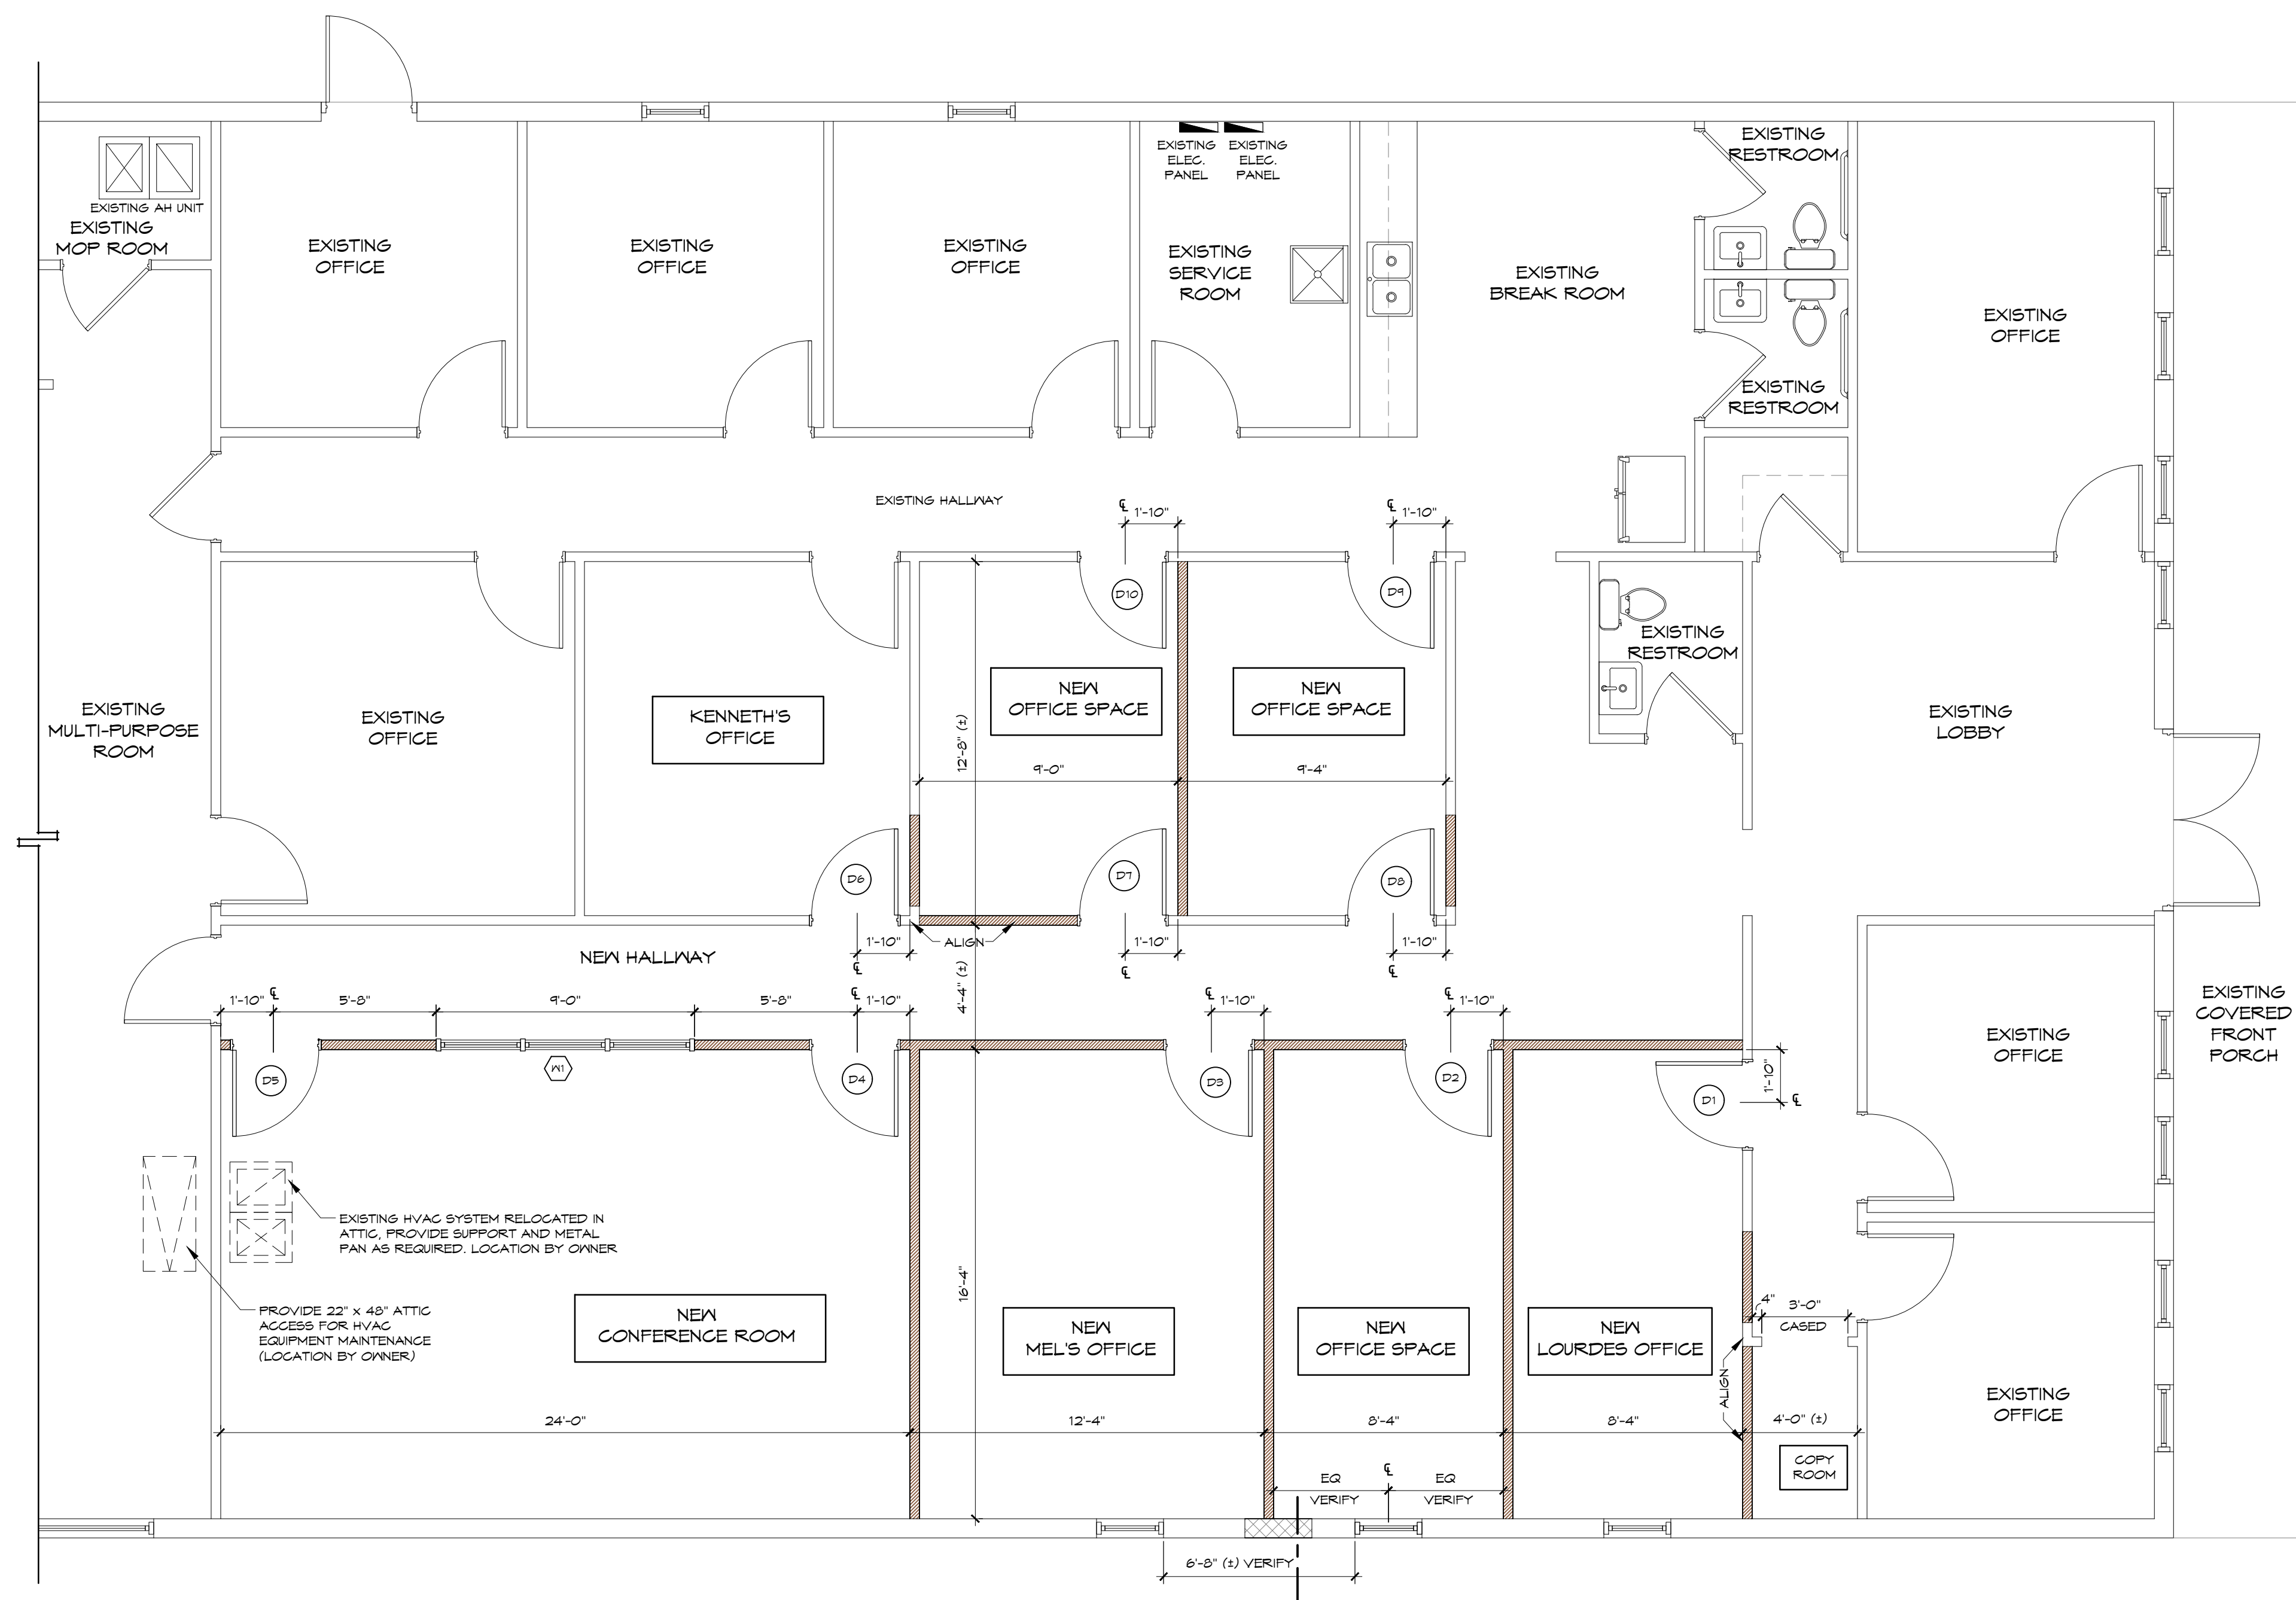 EXISTING
RESTROOM
EXISTING
ELEC.
PANEL
EXISTING
ELEC.
PANEL
EXISTING AH UNIT
EXISTING
MOP ROOM
EXISTING
OFFICE
EXISTING
OFFICE
EXISTING
OFFICE
EXISTING
SERVICE
ROOM
EXISTING
BREAK ROOM
EXISTING
OFFICE
EXISTING
RESTROOM
EXISTING HALLWAY
℄ 1'-10"
℄ 1'-10"
D10
D9
EXISTING
RESTROOM
EXISTING
MULTI-PURPOSE
ROOM
EXISTING
OFFICE
KENNETH'S
OFFICE
NEW
OFFICE SPACE
NEW
OFFICE SPACE
EXISTING
LOBBY
12'-8" (±)
9'-0"
9'-4"
D6
D7
D8
1'-10"
℄
ALIGN
1'-10"
℄
1'-10"
℄
NEW HALLWAY
4'-4" (±)
1'-10"
℄
5'-8"
9'-0"
5'-8"
℄
1'-10"
℄
1'-10"
℄
1'-10"
EXISTING
COVERED
FRONT
PORCH
EXISTING
OFFICE
D5
W1
D4
D3
D2
D1
1'-10"
℄
EXISTING HVAC SYSTEM RELOCATED IN
ATTIC, PROVIDE SUPPORT AND METAL
PAN AS REQUIRED. LOCATION BY OWNER
PROVIDE 22" x 48" ATTIC
ACCESS FOR HVAC
EQUIPMENT MAINTENANCE
(LOCATION BY OWNER)
NEW
CONFERENCE ROOM
16'-4"
NEW
MEL'S OFFICE
NEW
OFFICE SPACE
NEW
LOURDES OFFICE
4"
3'-0"
CASED
ALIGN
EXISTING
OFFICE
24'-0"
12'-4"
8'-4"
8'-4"
4'-0" (±)
COPY
ROOM
EQ
℄
EQ
VERIFY
VERIFY
6'-8" (±) VERIFY